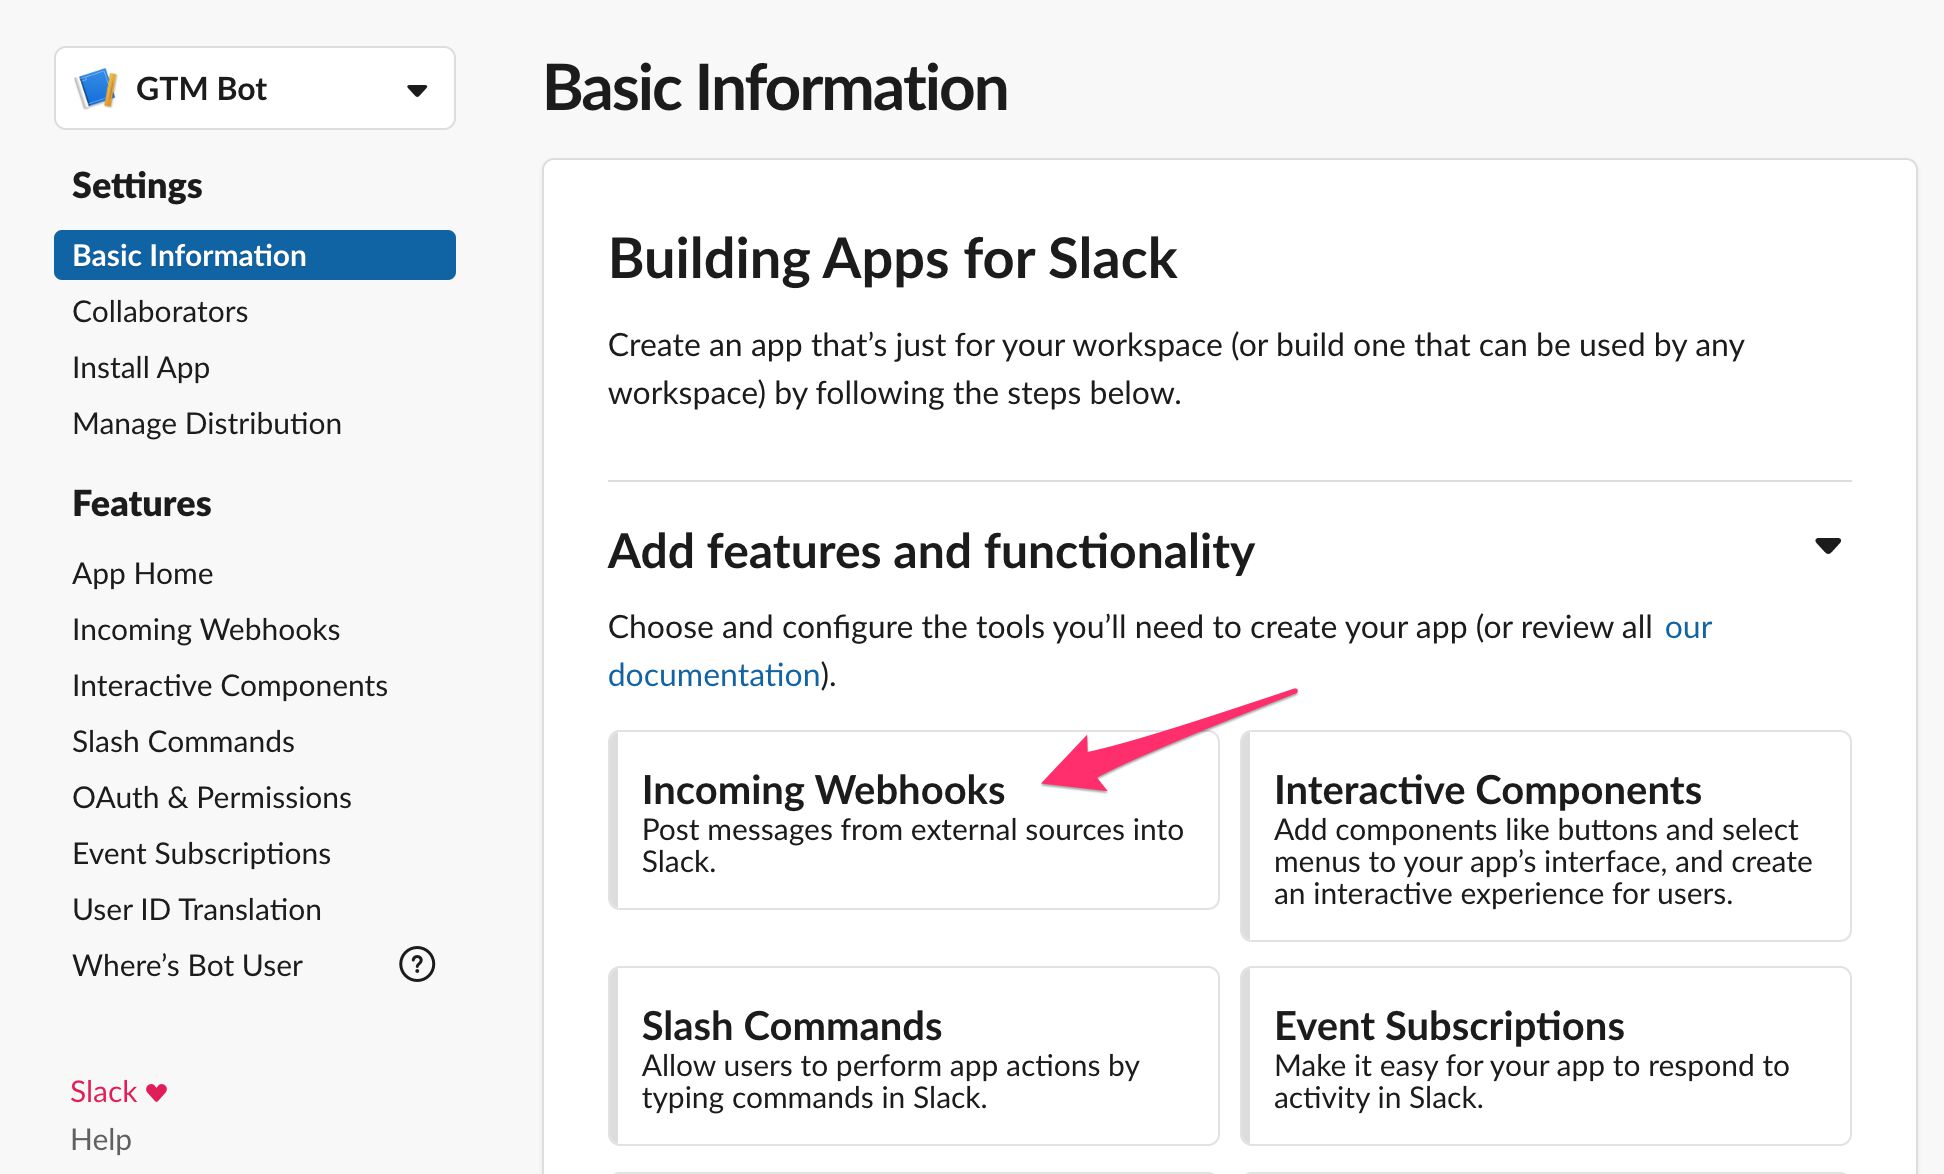 GTM Bot
Settings
Basic Information
Collaborators
Install App
Manage Distribution
Features
App Home
Incoming Webhooks
Interactive Components
Slash Commands
OAuth & Permissions
Event Subscriptions
User ID Translation
Where’s Bot User
?
Slack ♥
Help
Basic Information
Building Apps for Slack
Create an app that’s just for your workspace (or build one that can be used by any
workspace) by following the steps below.
Add features and functionality
Choose and configure the tools you’ll need to create your app (or review all our
documentation).
Incoming Webhooks
Post messages from external sources into
Slack.
Interactive Components
Add components like buttons and select
menus to your app’s interface, and create
an interactive experience for users.
Slash Commands
Allow users to perform app actions by
typing commands in Slack.
Event Subscriptions
Make it easy for your app to respond to
activity in Slack.